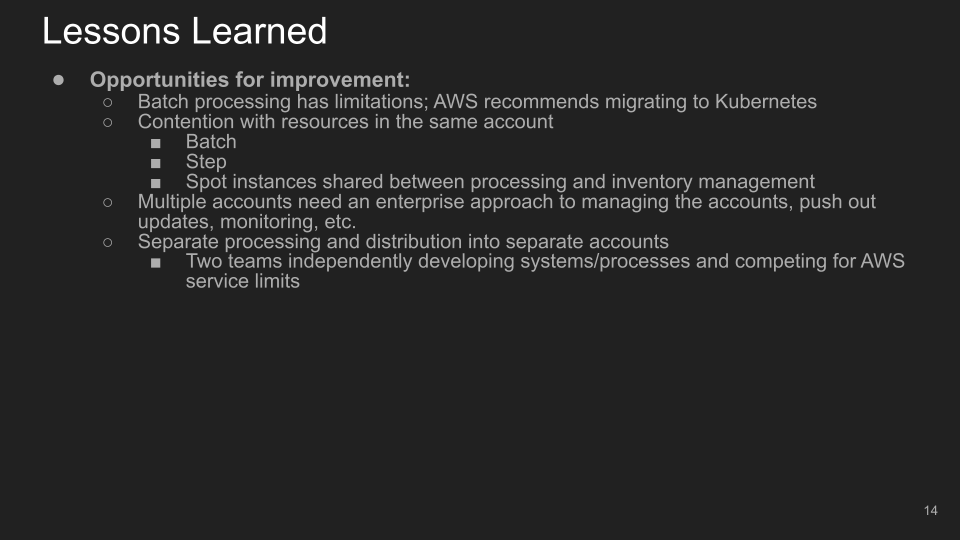 Lessons Learned
● Opportunities for improvement:
○ Batch processing has limitations; AWS recommends migrating to Kubernetes
○ Contention with resources in the same account
■ Batch
■ Step
■ Spot instances shared between processing and inventory management
○ Multiple accounts need an enterprise approach to managing the accounts, push out
updates, monitoring, etc.
○ Separate processing and distribution into separate accounts
■ Two teams independently developing systems/processes and competing for AWS
service limits
14